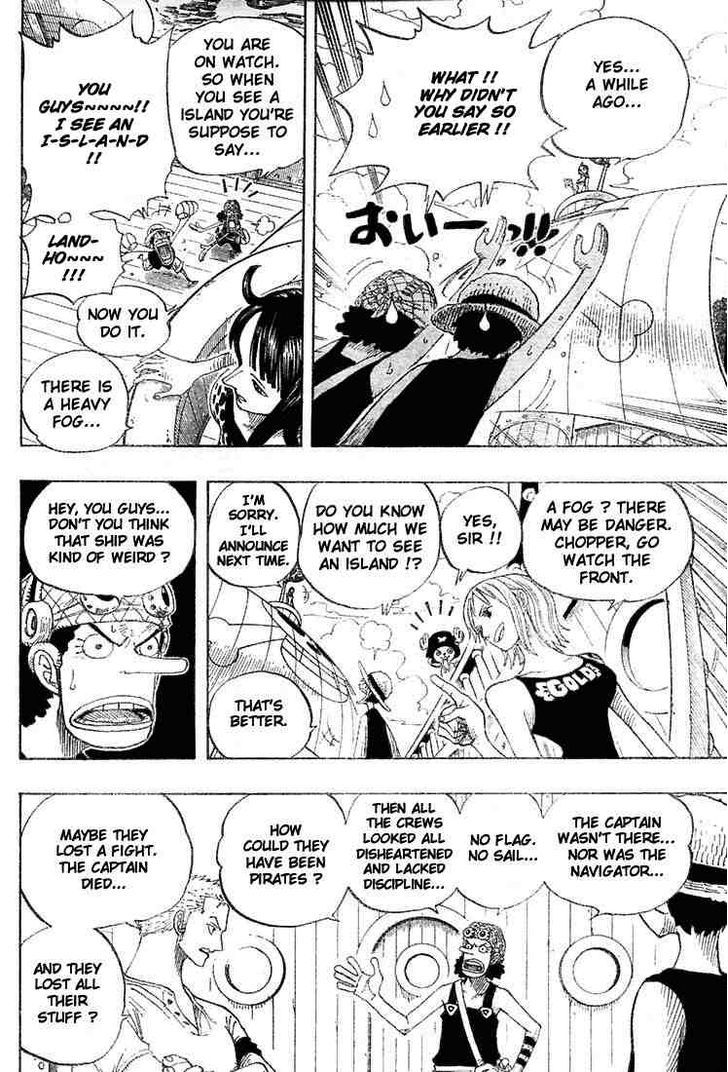 YES...
A WHILE
AGO...
WHAT !!
WHY DIDN'T
YOU SAY SO
EARLIER !!
おいーっ!!
YOU ARE
ON WATCH.
SO WHEN
YOU SEE A
ISLAND YOU'RE
SUPPOSE TO
SAY...
YOU
GUYS~~~~!!
I SEE AN
I-S-L-A-N-D
!!
LAND-
HO~~~
!!!
NOW YOU
DO IT.
THERE IS
A HEAVY
FOG...
A FOG ? THERE
MAY BE DANGER.
CHOPPER, GO
WATCH THE
FRONT.
YES,
SIR !!
DO YOU KNOW
HOW MUCH WE
WANT TO SEE
AN ISLAND !?
I'M
SORRY.
I'LL
ANNOUNCE
NEXT TIME.
THAT'S
BETTER.
GOLD
HEY, YOU GUYS...
DON'T YOU THINK
THAT SHIP WAS
KIND OF WEIRD ?
THE CAPTAIN
WASN'T THERE...
NOR WAS THE
NAVIGATOR...
NO FLAG.
NO SAIL...
THEN ALL
THE CREWS
LOOKED ALL
DISHEARTENED
AND LACKED
DISCIPLINE...
HOW
COULD THEY
HAVE BEEN
PIRATES ?
MAYBE THEY
LOST A FIGHT.
THE CAPTAIN
DIED...
AND THEY
LOST ALL
THEIR
STUFF ?